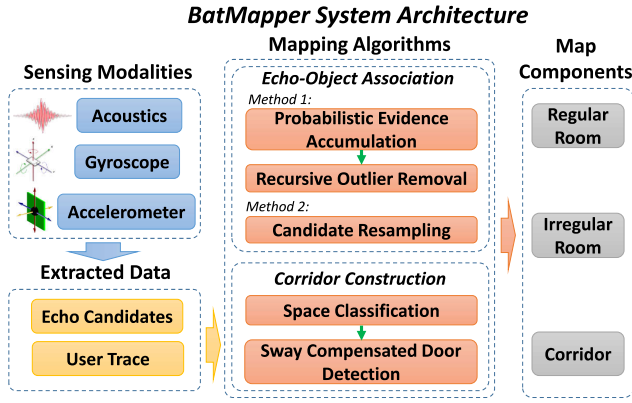 BatMapper System Architecture
Sensing Modalities
Acoustics
Gyroscope
Accelerometer
Extracted Data
Echo Candidates
User Trace
Mapping Algorithms
Echo-Object Association
Method 1:
Probabilistic Evidence
Accumulation
Recursive Outlier Removal
Method 2:
Candidate Resampling
Corridor Construction
Space Classification
Sway Compensated Door
Detection
Map
Components
Regular
Room
Irregular
Room
Corridor